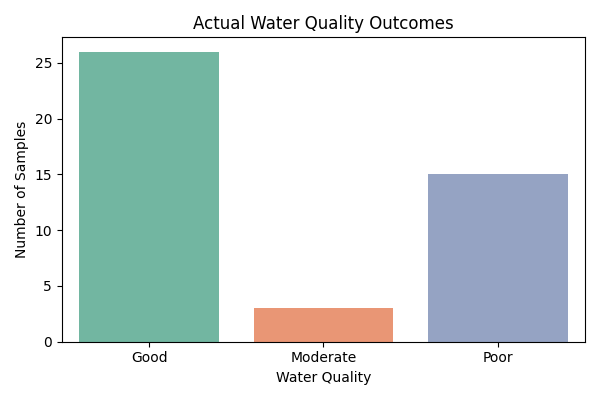 Actual Water Quality Outcomes
Number of Samples
25
20
15
10
5
0
Good Moderate Poor
Water Quality